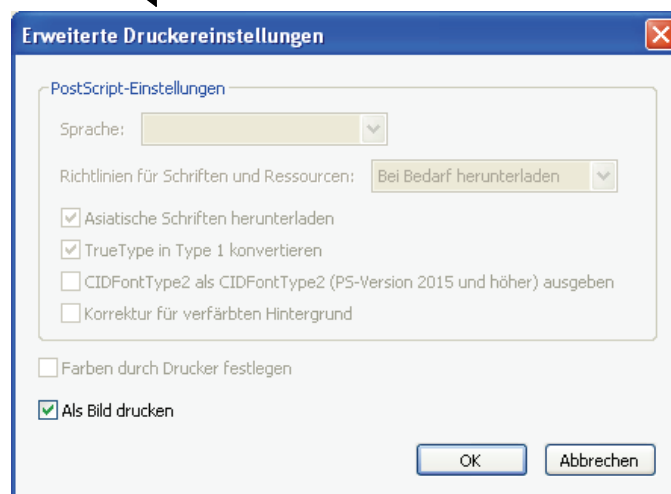 Erweiterte Druckereinstellungen
PostScript-Einstellungen
Sprache:
Richtlinien für Schriften und Ressourcen: Bei Bedarf herunterladen
Asiatische Schriften herunterladen
TrueType in Type 1 konvertieren
CIDFontType2 als CIDFontType2 (PS-Version 2015 und höher) ausgeben
Korrektur für verfärbten Hintergrund
Farben durch Drucker festlegen
Als Bild drucken
OK Abbrechen